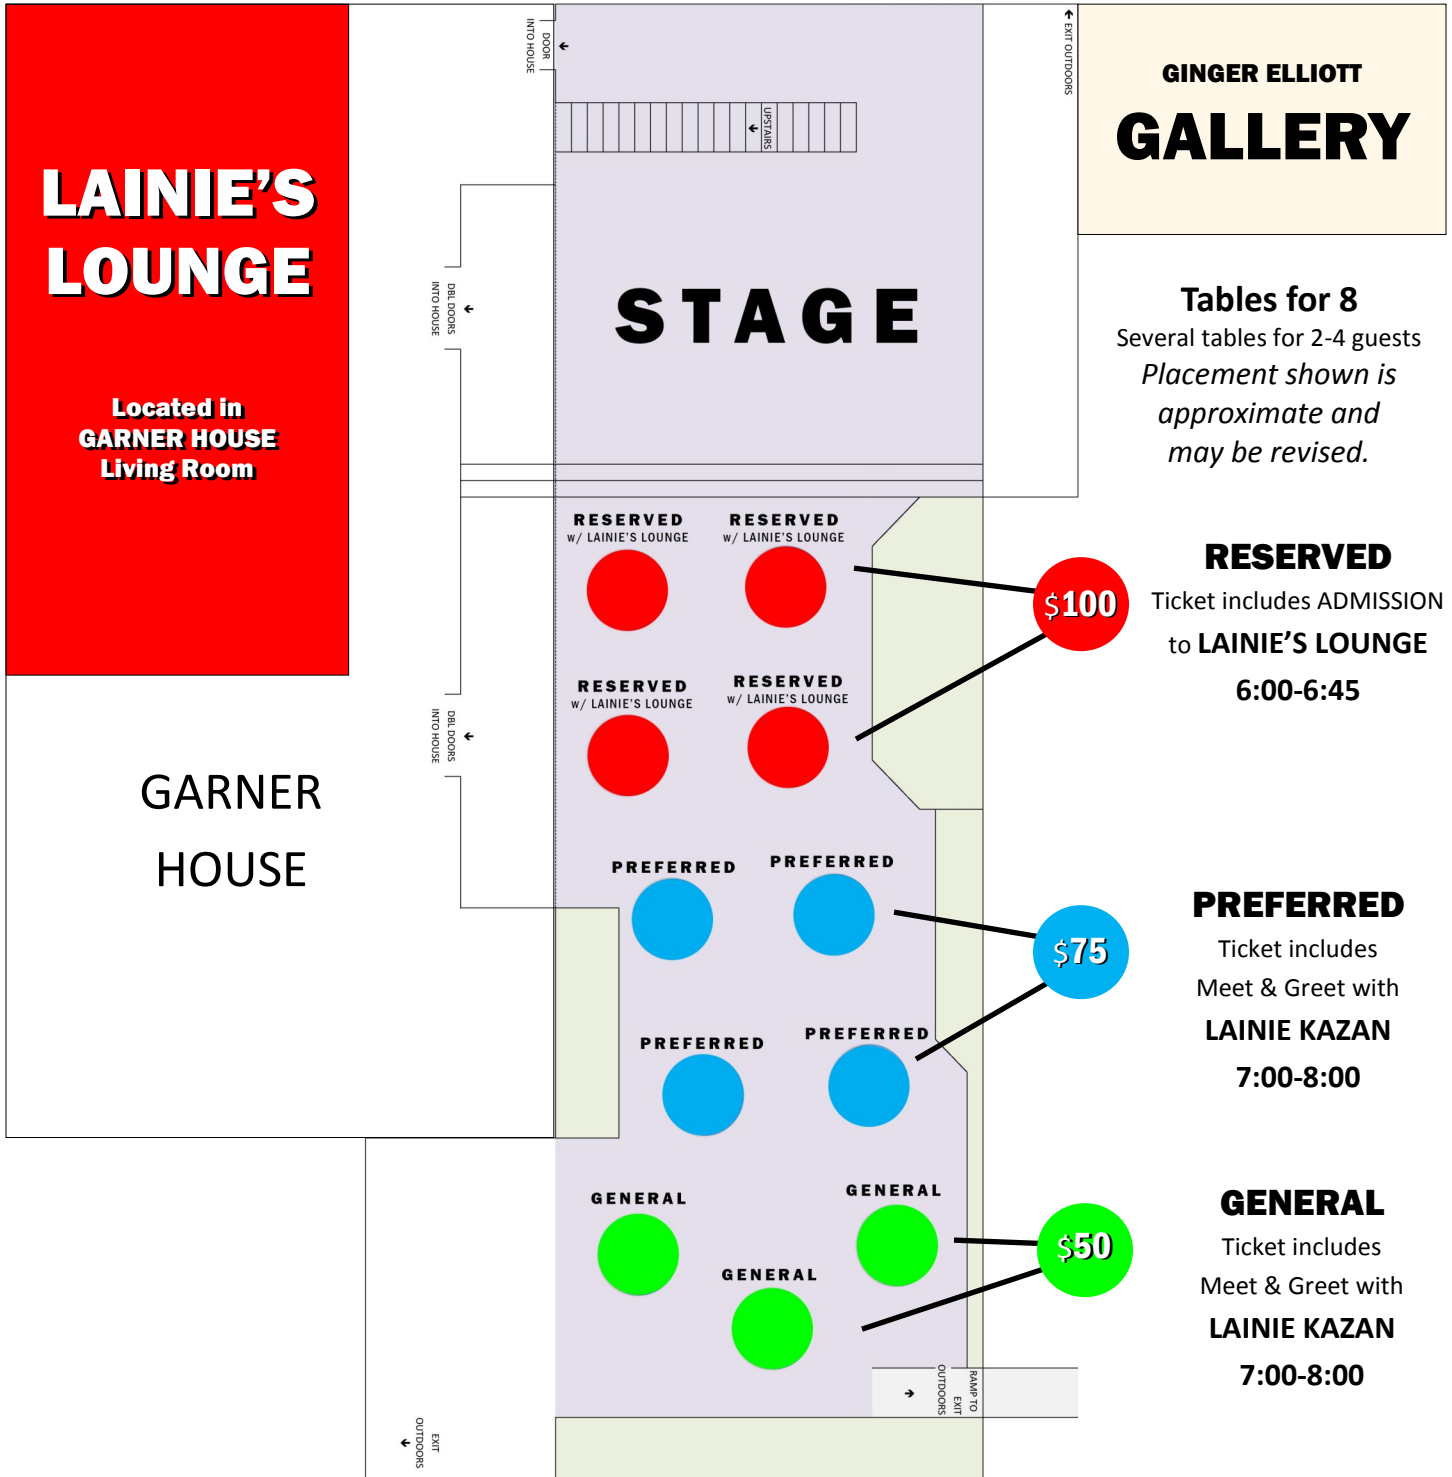 LAINIE'S
LOUNGE
Located in
GARNER HOUSE
Living Room
GARNER
HOUSE
DOOR
INTO HOUSE
UPSTAIRS
DBL DOORS
INTO HOUSE
DBL DOORS
INTO HOUSE
EXIT OUTDOORS
STAGE
RESERVED
w/ LAINIE'S LOUNGE
RESERVED
w/ LAINIE'S LOUNGE
RESERVED
w/ LAINIE'S LOUNGE
RESERVED
w/ LAINIE'S LOUNGE
PREFERRED
PREFERRED
PREFERRED
PREFERRED
GENERAL
GENERAL
GENERAL
RAMP TO
EXIT
OUTDOORS
EXIT
OUTDOORS
GINGER ELLIOTT
GALLERY
Tables for 8
Several tables for 2-4 guests
Placement shown is
approximate and
may be revised.
$100
RESERVED
Ticket includes ADMISSION
to LAINIE'S LOUNGE
6:00-6:45
$75
PREFERRED
Ticket includes
Meet & Greet with
LAINIE KAZAN
7:00-8:00
$50
GENERAL
Ticket includes
Meet & Greet with
LAINIE KAZAN
7:00-8:00